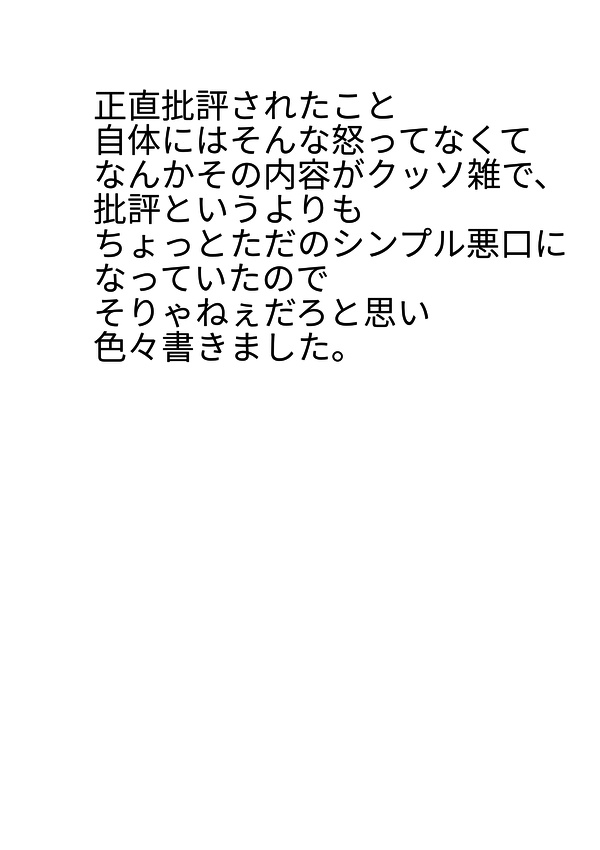 正直批評されたこと
自体にはそんな怒ってなくて
なんかその内容がクッソ雑で、
批評というよりも
ちょっとただのシンプル悪口に
なっていたので
そりゃねぇだろと思い
色々書きました。